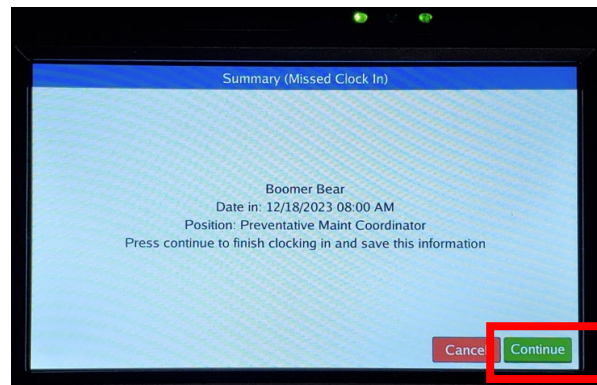 Summary (Missed Clock In)
Boomer Bear
Date in: 12/18/2023 08:00 AM
Position: Preventative Maint Coordinator
Press continue to finish clocking in and save this information
Cancel Continue